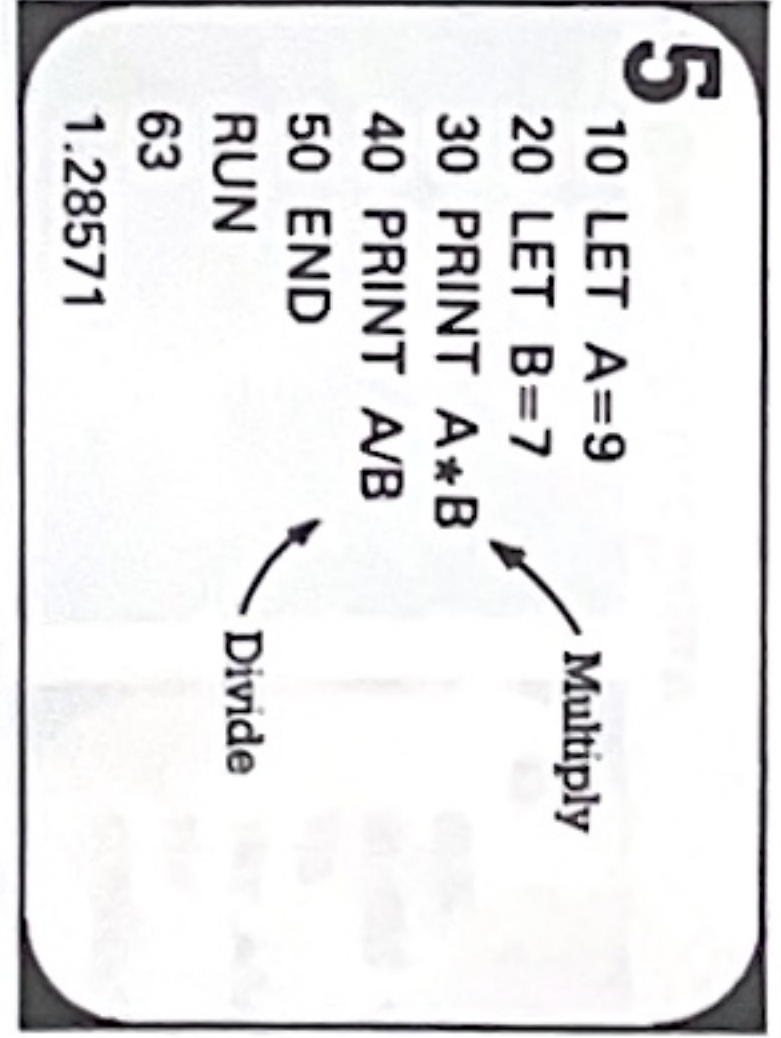 5
10 LET A=9
20 LET B=7
30 PRINT A*B
Multiply
40 PRINT A/B
50 END
Divide
RUN
63
1.28571